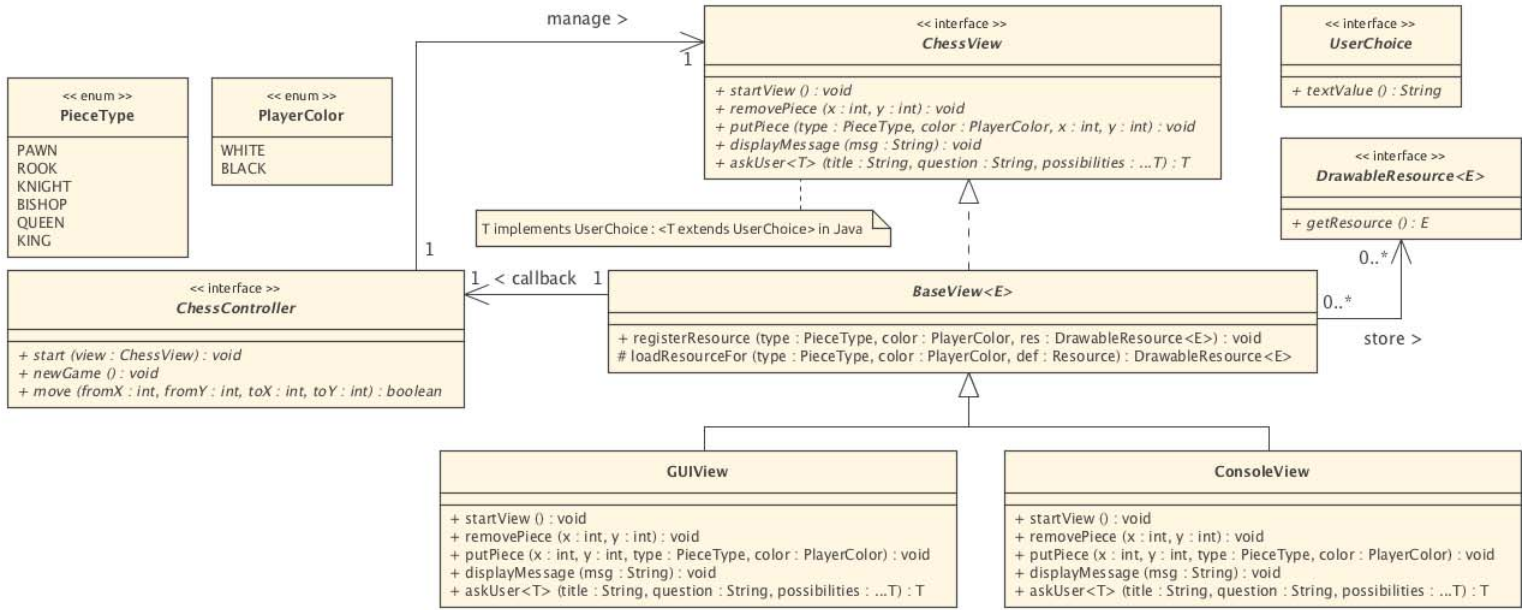 manage >
1
<< interface >>
ChessView
+ startView () : void
+ removePiece (x : int, y : int) : void
+ putPiece (type : PieceType, color : PlayerColor, x : int, y : int) : void
+ displayMessage (msg : String) : void
+ askUser<T> (title : String, question : String, possibilities : ...T) : T
<< interface >>
UserChoice
+ textValue () : String
<< enum >>
PieceType
PAWN
ROOK
KNIGHT
BISHOP
QUEEN
KING
<< enum >>
PlayerColor
WHITE
BLACK
<< interface >>
DrawableResource<E>
+ getResource () : E
T implements UserChoice : <T extends UserChoice> in Java
1
0..*
<< interface >>
ChessController
+ start (view : ChessView) : void
+ newGame () : void
+ move (fromX : int, fromY : int, toX : int, toY : int) : boolean
1 < callback 1
BaseView<E>
+ registerResource (type : PieceType, color : PlayerColor, res : DrawableResource<E>) : void
# loadResourceFor (type : PieceType, color : PlayerColor, def : Resource) : DrawableResource<E>
0..*
store >
GUIView
+ startView () : void
+ removePiece (x : int, y : int) : void
+ putPiece (x : int, y : int, type : PieceType, color : PlayerColor) : void
+ displayMessage (msg : String) : void
+ askUser<T> (title : String, question : String, possibilities : ...T) : T
ConsoleView
+ startView () : void
+ removePiece (x : int, y : int) : void
+ putPiece (x : int, y : int, type : PieceType, color : PlayerColor) : void
+ displayMessage (msg : String) : void
+ askUser<T> (title : String, question : String, possibilities : ...T) : T